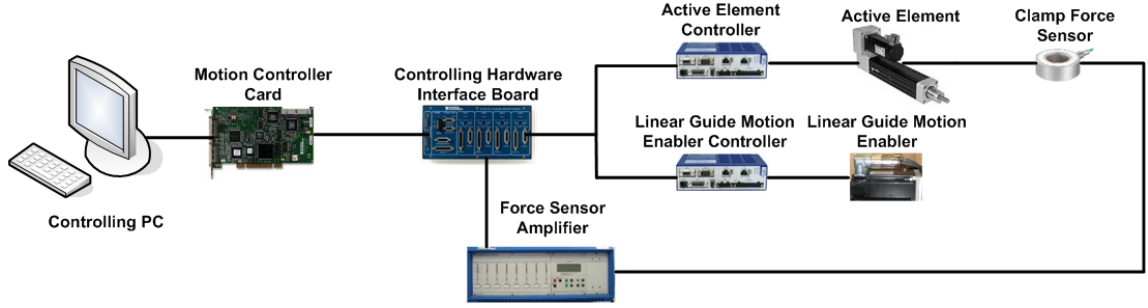 Active Element
Controller
Active Element
Clamp Force
Sensor
Motion Controller
Card
Controlling Hardware
Interface Board
Linear Guide Motion
Enabler Controller
Linear Guide Motion
Enabler
Controlling PC
Force Sensor
Amplifier